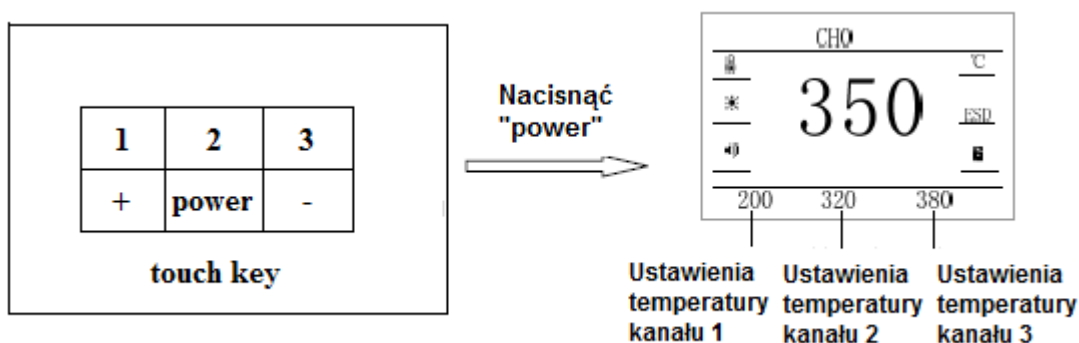 1 2 3
+ power -
touch key
Nacisnąć
"power"
CH0
℃
350
ESD
200 320 380
Ustawienia
temperatury
kanału 1
Ustawienia
temperatury
kanału 2
Ustawienia
temperatury
kanału 3